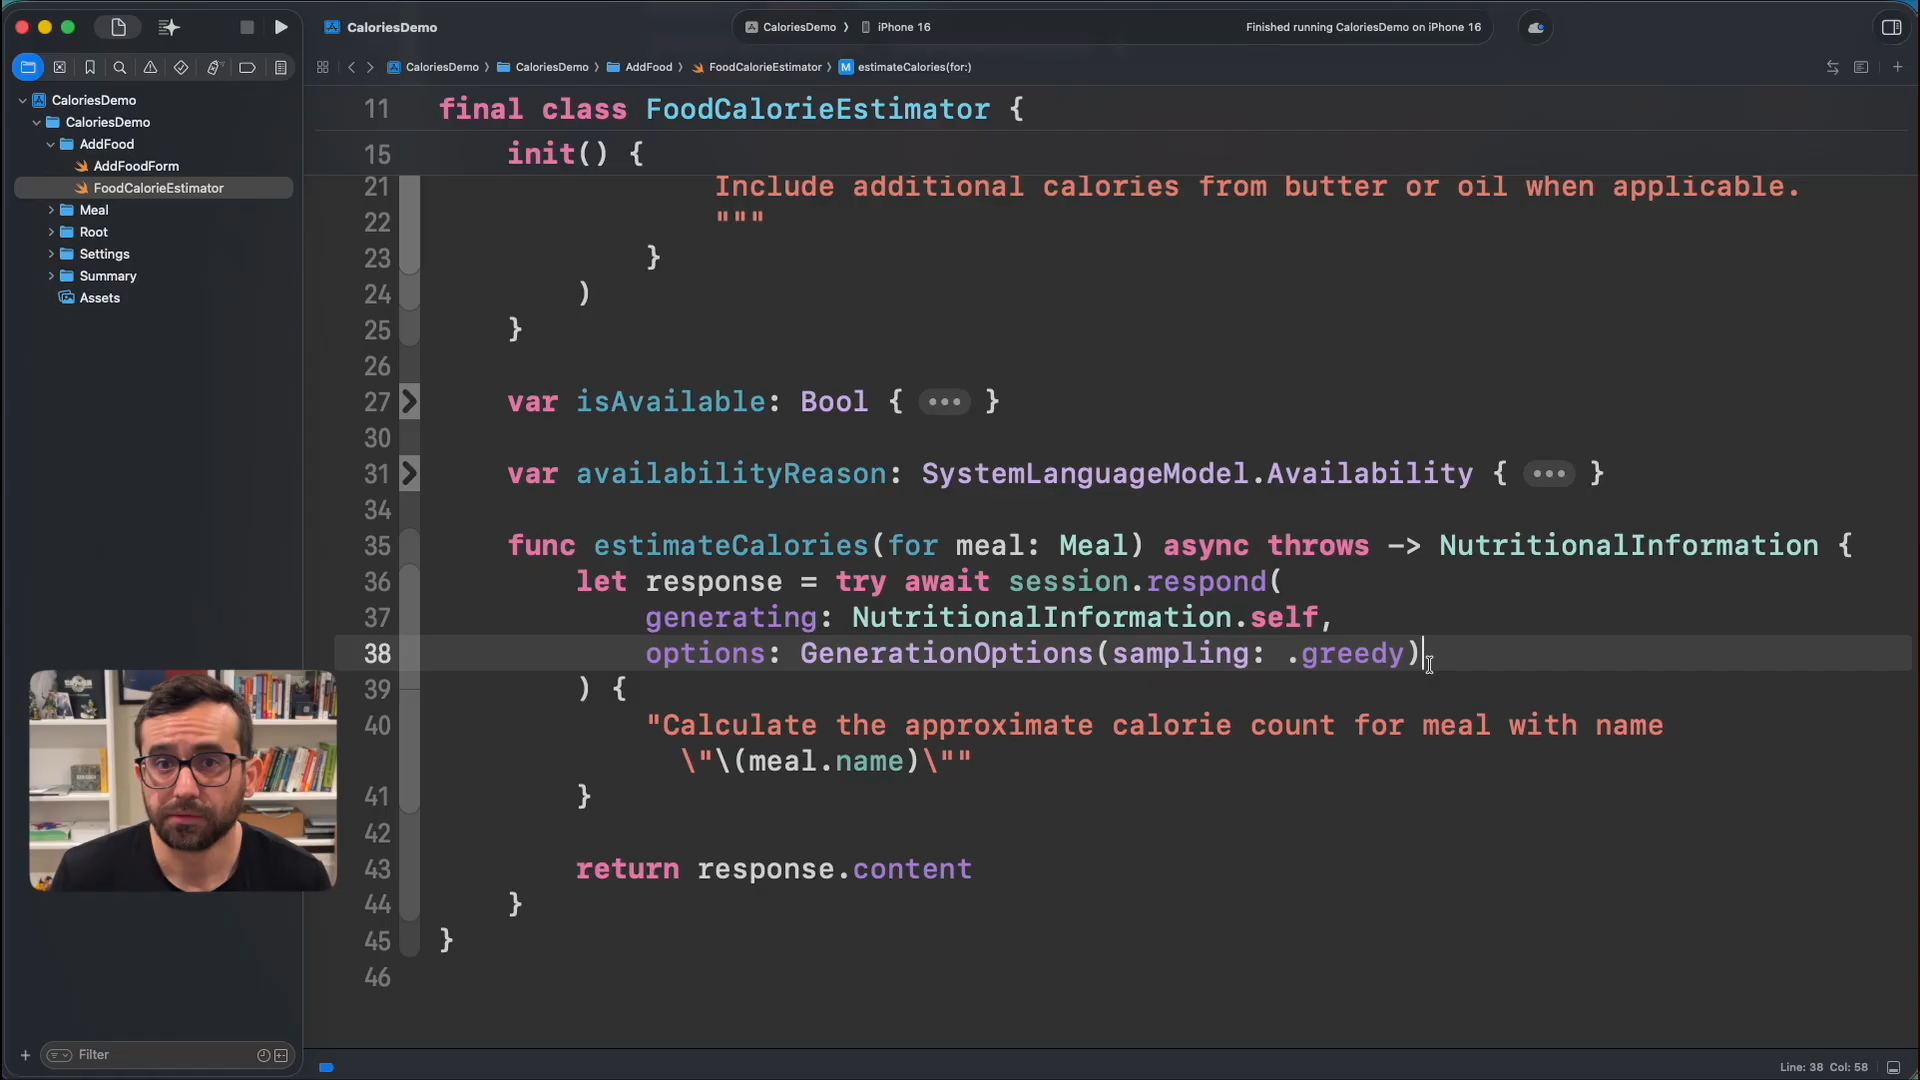 CaloriesDemo
CaloriesDemo
iPhone 16
Finished running CaloriesDemo on iPhone 16
CaloriesDemo
CaloriesDemo
AddFood
FoodCalorieEstimator
estimateCalories(for:)
CaloriesDemo
CaloriesDemo
AddFood
AddFoodForm
FoodCalorieEstimator
Meal
Root
Settings
Summary
Assets
11 final class FoodCalorieEstimator {
15 init() {
21 Include additional calories from butter or oil when applicable.
22 """
23 }
24 )
25 }
26
27 var isAvailable: Bool { ••• }
30
31 var availabilityReason: SystemLanguageModel.Availability { ••• }
34
35 func estimateCalories(for meal: Meal) async throws -> NutritionalInformation {
36 let response = try await session.respond(
37 generating: NutritionalInformation.self,
38 options: GenerationOptions(sampling: .greedy)
39 ) {
40 "Calculate the approximate calorie count for meal with name
\"\(meal.name)\""
41 }
42
43 return response.content
44 }
45 }
46
Filter
Line: 38 Col: 58